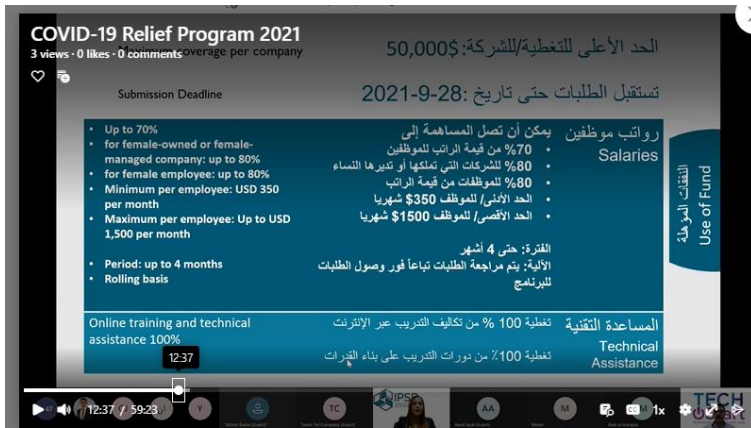 COVID-19 Relief Program 2021
3 views · 0 likes · 0 comments
Maximum coverage per company
الحد الأعلى للتغطية/للشركة: 50,000$
Submission Deadline
تستقبل الطلبات حتى تاريخ: 28-9-2021
• Up to 70%
• for female-owned or female-managed company: up to 80%
• for female employee: up to 80%
• Minimum per employee: USD 350 per month
• Maximum per employee: Up to USD 1,500 per month
• Period: up to 4 months
• Rolling basis
يمكن أن تصل المساهمة إلى
• 70% من قيمة الراتب للموظفين
• 80% للشركات التي تملكها أو تديرها النساء
• 80% للموظفات من قيمة الراتب
• الحد الأدنى/ للموظف 350$ شهريا
• الحد الأقصى/ للموظف 1500$ شهريا
الفترة: حتى 4 أشهر
الآلية: يتم مراجعة الطلبات تباعاً فور وصول الطلبات
للبرنامج
رواتب موظفين
Salaries
النفقات المؤهلة
Use of Fund
Online training and technical
assistance 100%
تغطية 100 % من تكاليف التدريب عبر الإنترنت
تغطية 100٪ من دورات التدريب على بناء القدرات
المساعدة التقنية
Technical
Assistance
12:37
12:37 / 59:23
Y
TC
IPSD
AA
M
M
CC
1x
TECH